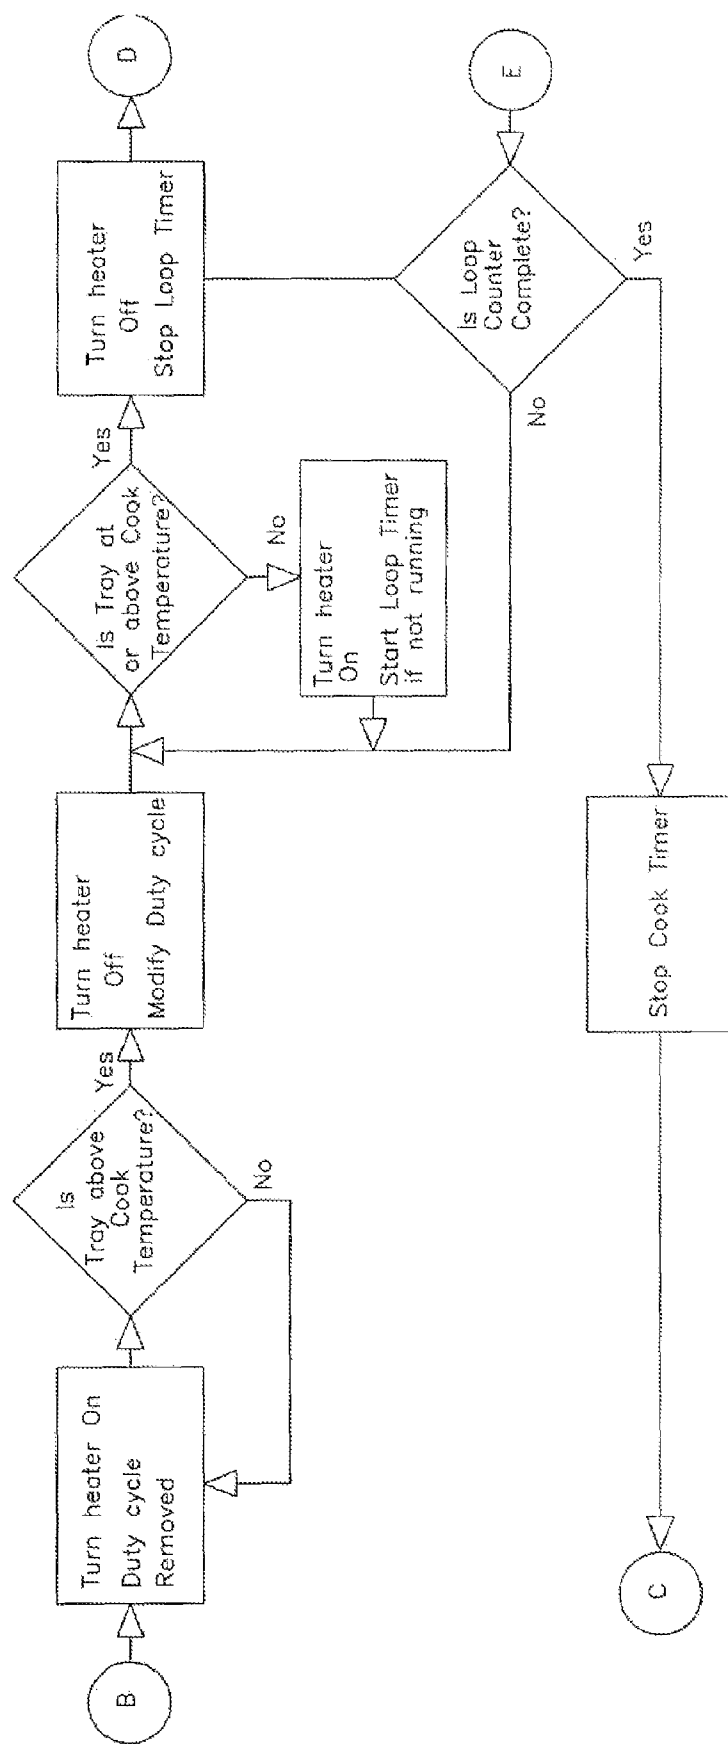 B
Turn heater On
Duty cycle
Removed
Is
Tray above
Cook
Temperature?
Yes
No
Turn heater
Off
Modify Duty cycle
Is Tray at
or above Cook
Temperature?
Yes
No
Turn heater
On
Start Loop Timer
if not running
Turn heater
Off
Stop Loop Timer
D
E
Is Loop
Counter
Complete?
No
Yes
Stop Cook Timer
C